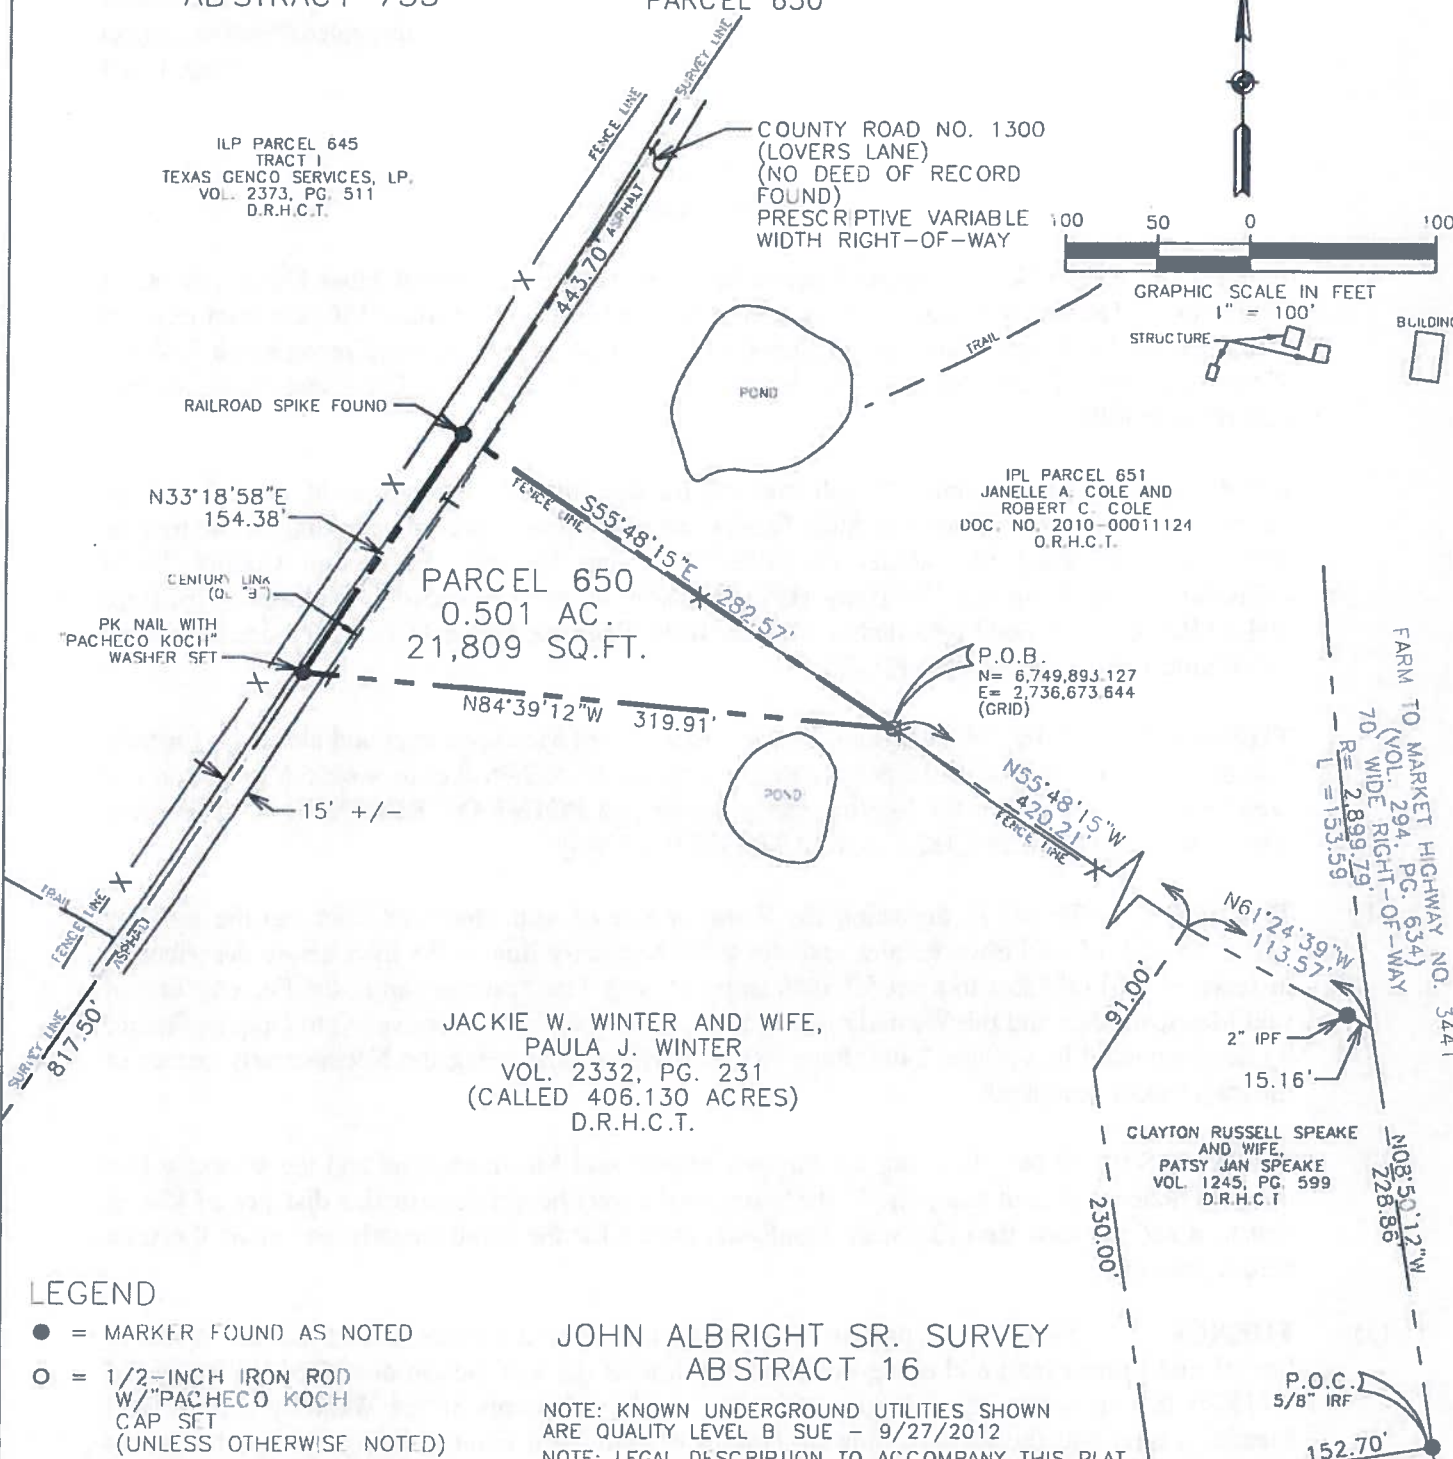 ABSTRACT 755
PARCEL 650
SURVEY LINE
FENCE LINE
ILP PARCEL 645
TRACT I
TEXAS GENCO SERVICES, LP.
VOL. 2373, PG. 511
D.R.H.C.T.
COUNTY ROAD NO. 1300
(LOVERS LANE)
(NO DEED OF RECORD
FOUND)
PRESCRIPTIVE VARIABLE
WIDTH RIGHT-OF-WAY
443.70'
ASPHALT
100 50 0 100
GRAPHIC SCALE IN FEET
1" = 100'
STRUCTURE
BUILDING
TRAIL
POND
RAILROAD SPIKE FOUND
N33°18'58"E
154.38'
S55°48'15"E 282.57'
FENCE LINE
IPL PARCEL 651
JANELLE A. COLE AND
ROBERT C. COLE
DOC. NO. 2010-00011124
O.R.H.C.T.
CENTURY LINK
PARCEL 650
0.501 AC.
21,809 SQ.FT.
PK NAIL WITH
"PACHECO KOCH"
WASHER SET
N84°39'12"W 319.91'
P.O.B.
N= 6,749,893.127
E= 2,736,673.644
(GRID)
FARM TO MARKET HIGHWAY NO. 3441
(VOL. 294, PG. 634)
70' WIDE RIGHT-OF-WAY
R= 2,899.79
L=153.59
POND
N55°48'15"W
420.21'
FENCE LINE
15' +/-
TRAIL
FENCE LINE
ASPHALT
SURVEY LINE
817.50'
N61°24'39"W
113.57'
97.00'
2" IPF
15.16'
JACKIE W. WINTER AND WIFE,
PAULA J. WINTER
VOL. 2332, PG. 231
(CALLED 406.130 ACRES)
D.R.H.C.T.
CLAYTON RUSSELL SPEAKE
AND WIFE,
PATSY JAN SPEAKE
VOL. 1245, PG 599
D.R.H.C.T.
N08°50'12"W
228.86'
230.00'
LEGEND
● = MARKER FOUND AS NOTED
O = 1/2-INCH IRON ROD
W/"PACHECO KOCH"
CAP SET
(UNLESS OTHERWISE NOTED)
JOHN ALBRIGHT SR. SURVEY
ABSTRACT 16
NOTE: KNOWN UNDERGROUND UTILITIES SHOWN
ARE QUALITY LEVEL B SUE - 9/27/2012
NOTE: LEGAL DESCRIPTION TO ACCOMPANY THIS PLAT
P.O.C.
5/8" IRF
152.70'